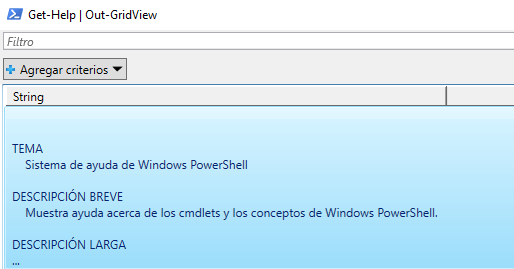 Get-Help | Out-GridView
Filtro
Agregar criterios
String
TEMA
Sistema de ayuda de Windows PowerShell
DESCRIPCIÓN BREVE
Muestra ayuda acerca de los cmdlets y los conceptos de Windows PowerShell.
DESCRIPCIÓN LARGA
...